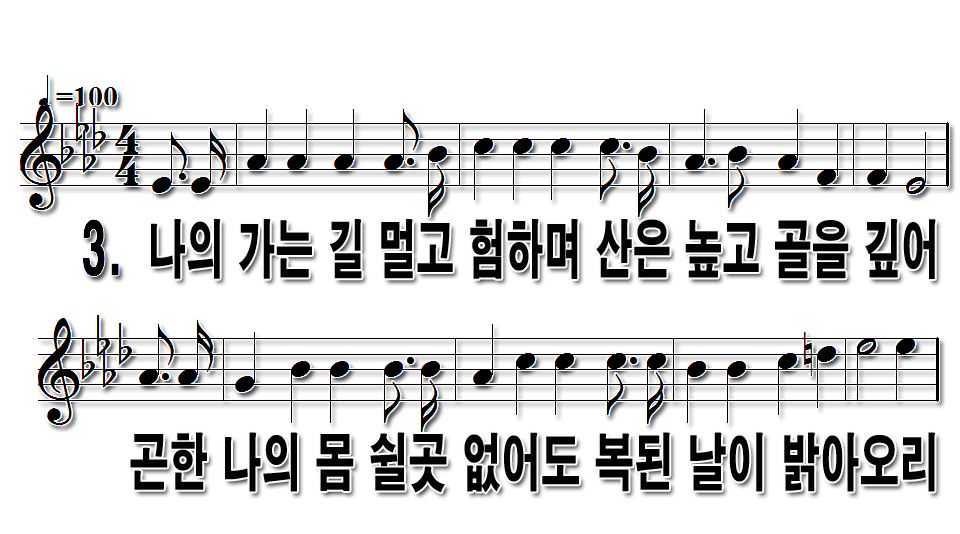 =100
4
4
3. 나의 가는 길 멀고 험하며 산은 높고 골을 깊어
곤한 나의 몸 쉴곳 없어도 복된 날이 밝아오리